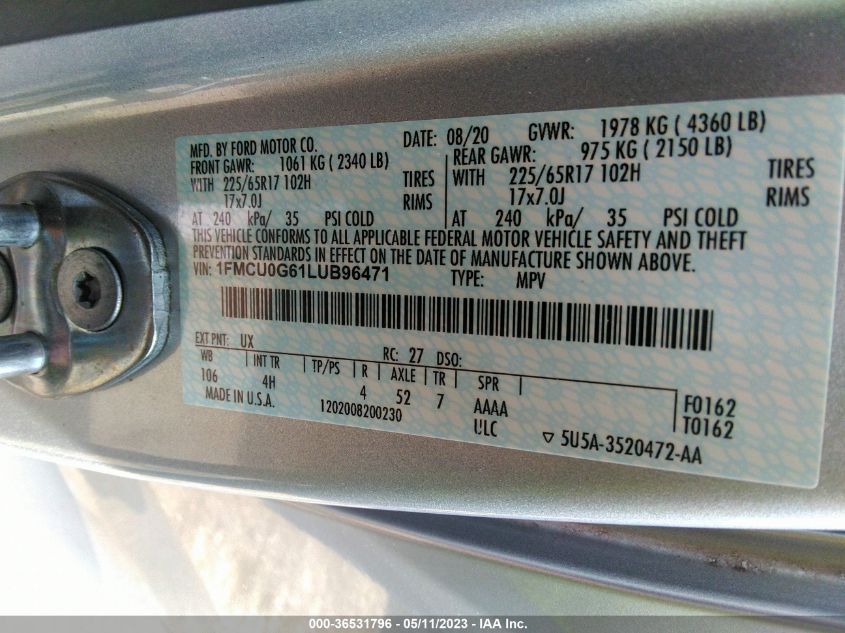 MFD. BY FORD MOTOR CO. DATE: 08/20 GVWR: 1978 KG ( 4360 LB)
FRONT GAWR: 1061 KG ( 2340 LB) REAR GAWR: 975 KG ( 2150 LB)
WITH 225/65R17 102H TIRES WITH 225/65R17 102H TIRES
17x7.0J RIMS 17x7.0J RIMS
AT 240 kPa/ 35 PSI COLD AT 240 kPa/ 35 PSI COLD
THIS VEHICLE CONFORMS TO ALL APPLICABLE FEDERAL MOTOR VEHICLE SAFETY AND THEFT
PREVENTION STANDARDS IN EFFECT ON THE DATE OF MANUFACTURE SHOWN ABOVE.
VIN: 1FMCU0G61LUB96471 TYPE: MPV
EXT PNT: UX RC: 27 DSO:
WB INT TR TP/PS R AXLE TR SPR
106 4H 4 52 7 AAAA F0162
MADE IN U.S.A. 1202008200230 ULC T0162
▽ 5U5A-3520472-AA
000-36531796 - 05/11/2023 - © IAA Inc.